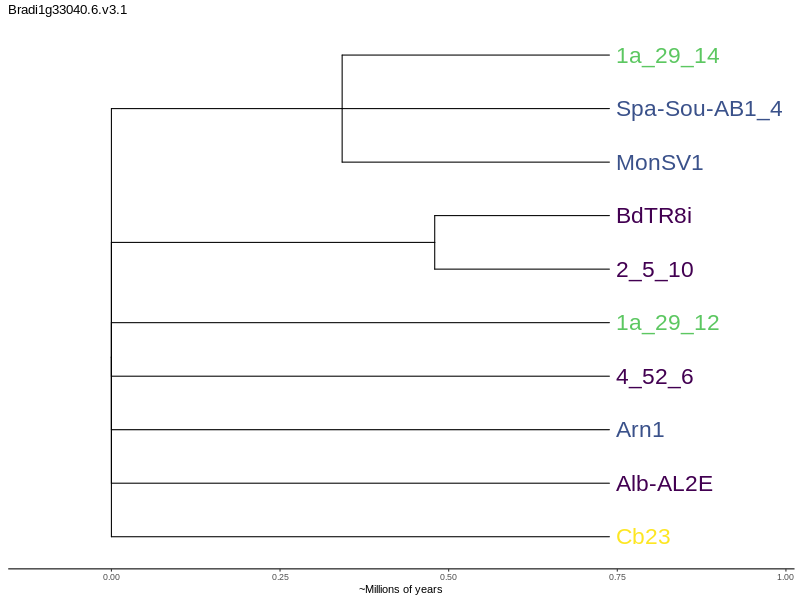 Bradi1g33040.6.v3.1
1a_29_14
Spa-Sou-AB1_4
MonSV1
BdTR8i
2_5_10
1a_29_12
4_52_6
Arn1
Alb-AL2E
Cb23
0.00 0.25 0.50 0.75 1.00
~Millions of years